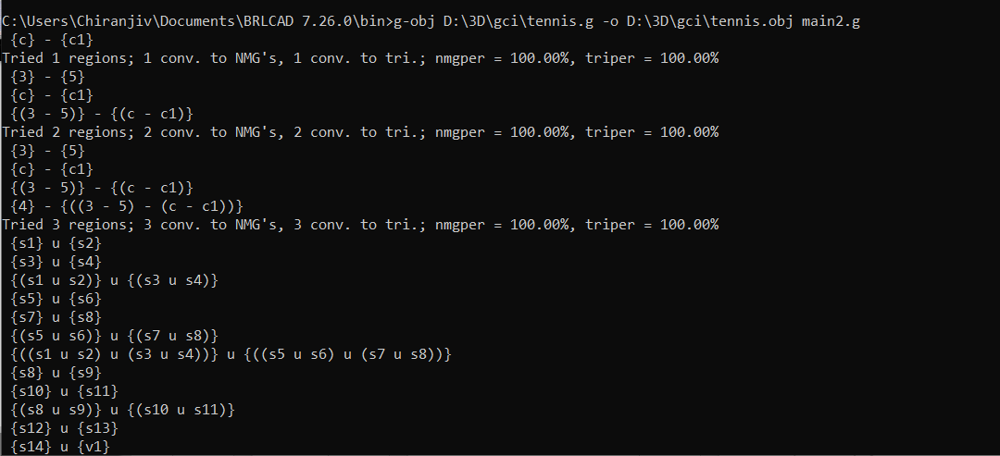 C:\Users\Chiranjiv\Documents\BRLCAD 7.26.0\bin>g-obj D:\3D\gci\tennis.g -o D:\3D\gci\tennis.obj main2.g
{c} - {c1}
Tried 1 regions; 1 conv. to NMG's, 1 conv. to tri.; nmgper = 100.00%, triper = 100.00%
{3} - {5}
{c} - {c1}
{(3 - 5)} - {(c - c1)}
Tried 2 regions; 2 conv. to NMG's, 2 conv. to tri.; nmgper = 100.00%, triper = 100.00%
{3} - {5}
{c} - {c1}
{(3 - 5)} - {(c - c1)}
{4} - {((3 - 5) - (c - c1))}
Tried 3 regions; 3 conv. to NMG's, 3 conv. to tri.; nmgper = 100.00%, triper = 100.00%
{s1} u {s2}
{s3} u {s4}
{(s1 u s2)} u {(s3 u s4)}
{s5} u {s6}
{s7} u {s8}
{(s5 u s6)} u {(s7 u s8)}
{((s1 u s2) u (s3 u s4))} u {((s5 u s6) u (s7 u s8))}
{s8} u {s9}
{s10} u {s11}
{(s8 u s9)} u {(s10 u s11)}
{s12} u {s13}
{s14} u {v1}